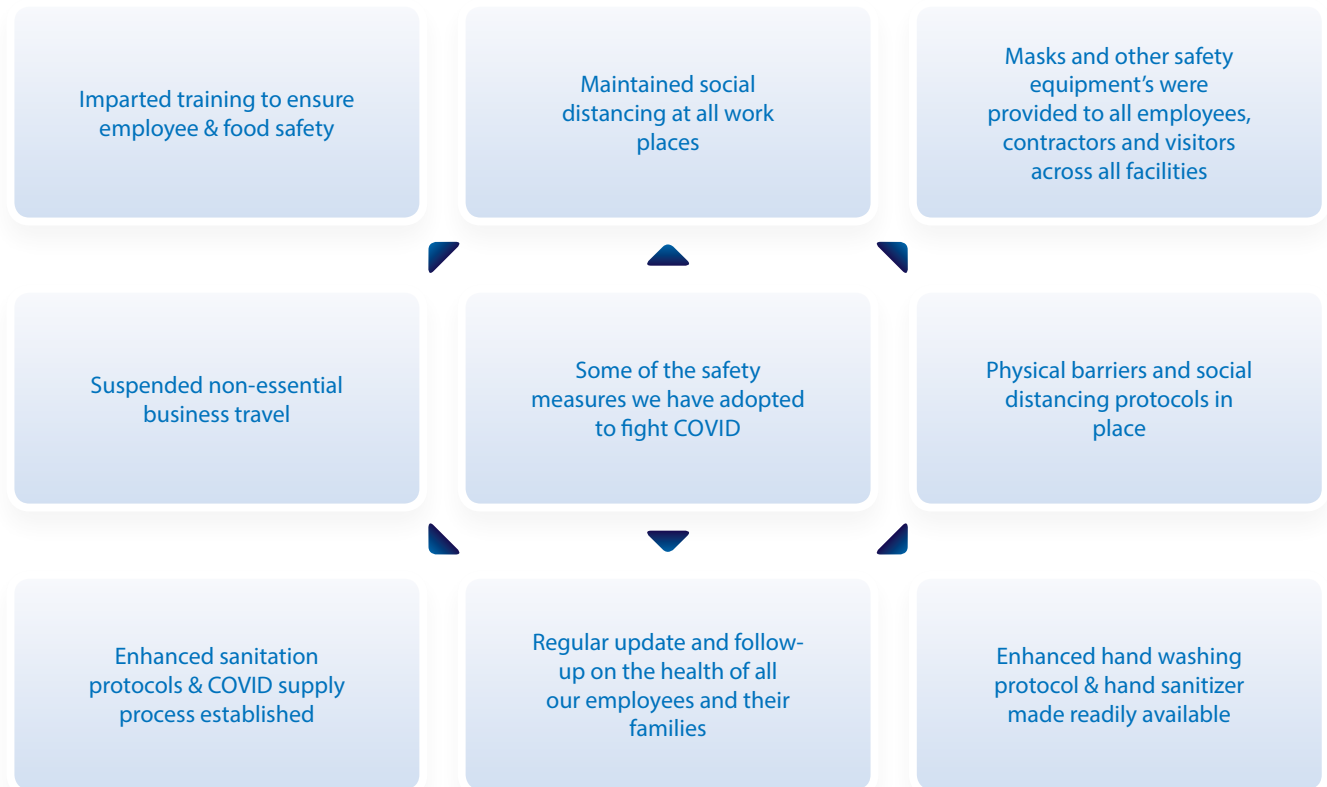 Imparted training to ensure
employee & food safety
Maintained social
distancing at all work
places
Masks and other safety
equipment's were
provided to all employees,
contractors and visitors
across all facilities
Suspended non-essential
business travel
Some of the safety
measures we have adopted
to fight COVID
Physical barriers and social
distancing protocols in
place
Enhanced sanitation
protocols & COVID supply
process established
Regular update and follow-
up on the health of all
our employees and their
families
Enhanced hand washing
protocol & hand sanitizer
made readily available